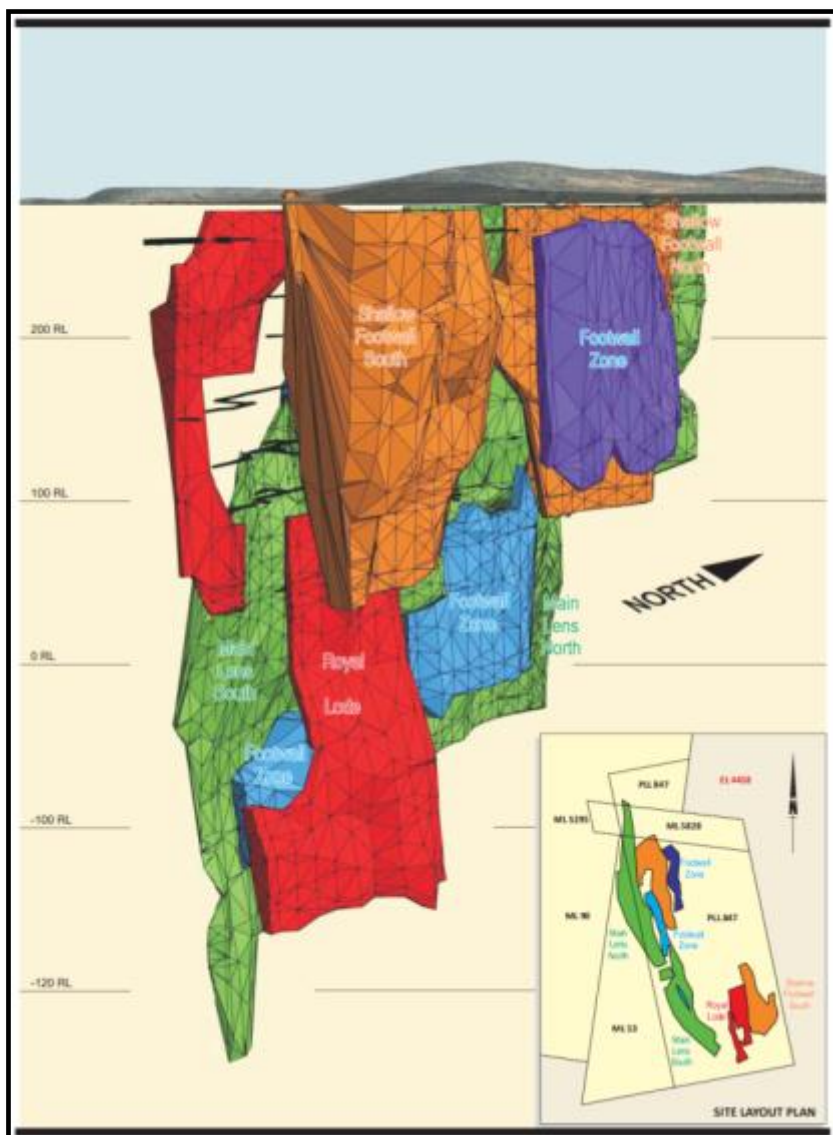 Shallow
Footwall
North
Shallow
Footwall
South
Footwall
Zone
200 RL
100 RL
NORTH
Footwall
Zone
Main
Lens
North
0 RL
Main
Lens
South
Royal
Lode
Footwall
Zone
-100 RL
-120 RL
PLL 847
EL 4458
N
ML 5295
ML 5828
Footwall
Zone
ML 96
PLL 847
Main
Lens
North
Footwall
Zone
Shallow
Footwall
South
Royal
Lode
ML 53
Main
Lens
South
SITE LAYOUT PLAN